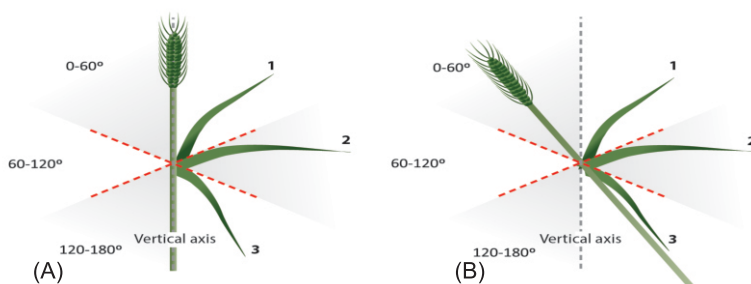 0-60º
1
2
60-120º
Vertical axis
3
120-180º
(A)
0-60º
1
2
60-120º
Vertical axis
3
120-180º
(B)